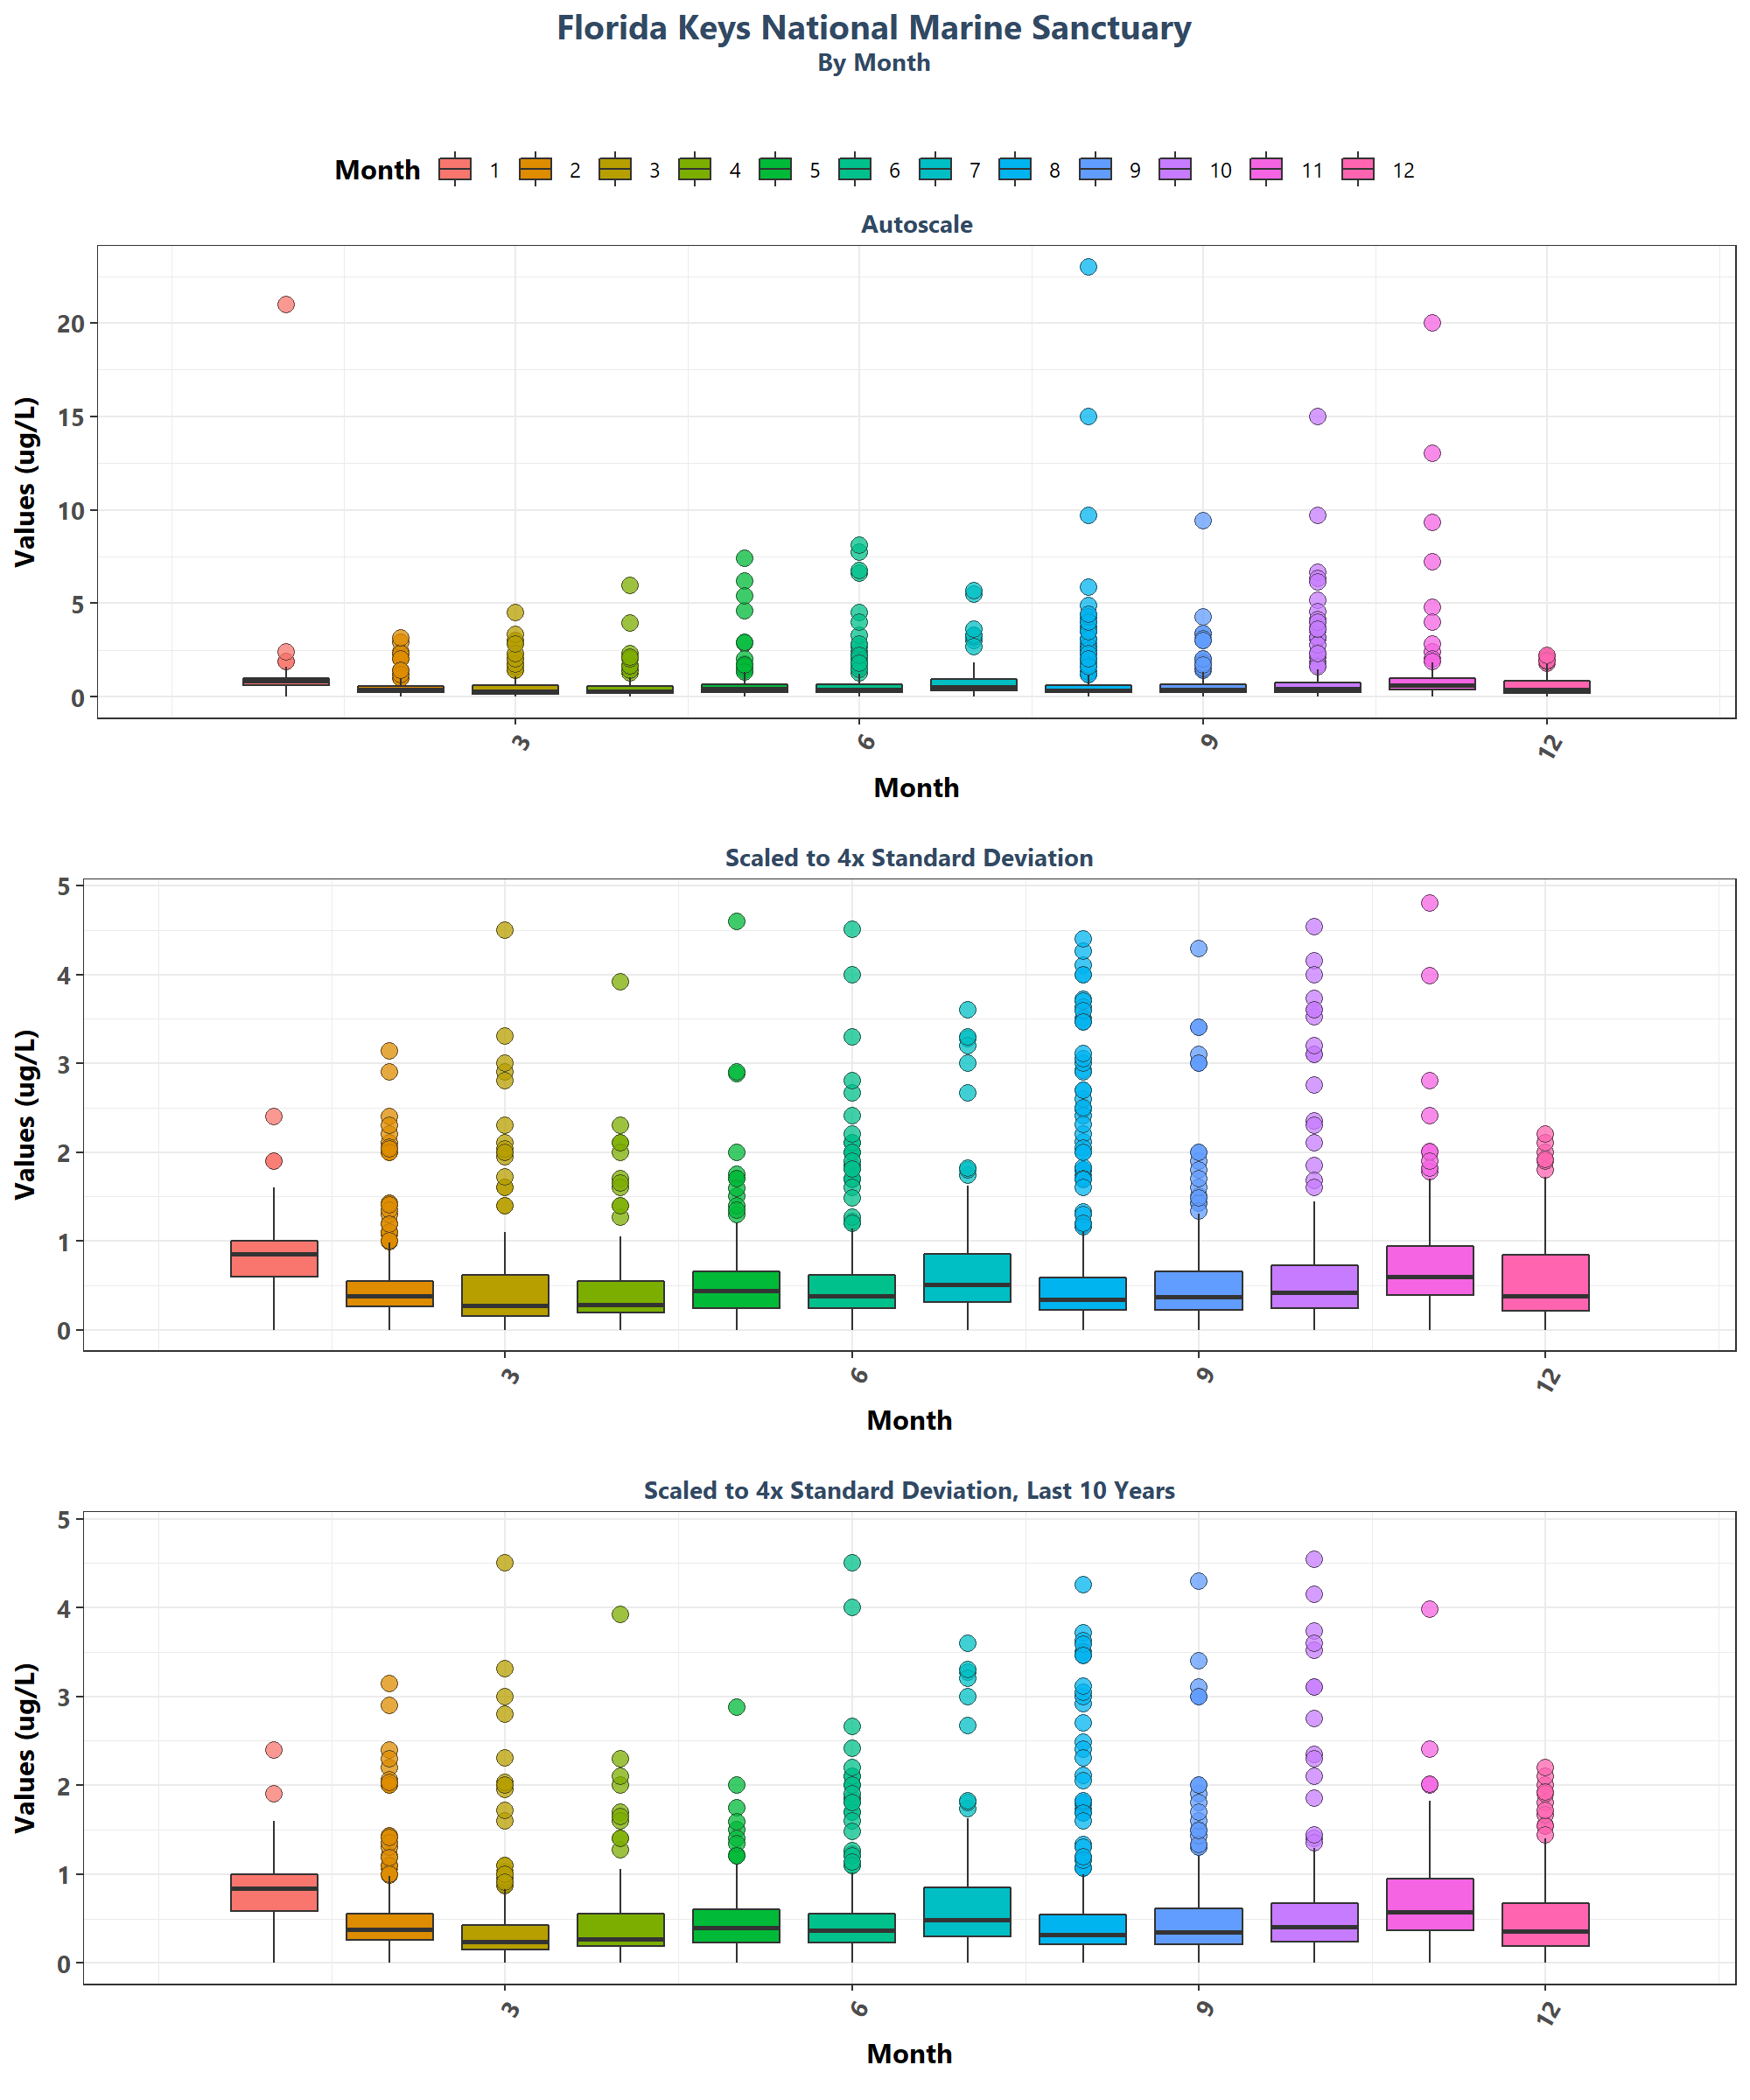 Florida Keys National Marine Sanctuary
By Month
Month 1 2 3 4 5 6 7 8 9 10 11 12
Autoscale
Values (ug/L)
20
15
10
5
0
3 6 9 12
Month
Scaled to 4x Standard Deviation
Values (ug/L)
5
4
3
2
1
0
3 6 9 12
Month
Scaled to 4x Standard Deviation, Last 10 Years
Values (ug/L)
5
4
3
2
1
0
3 6 9 12
Month